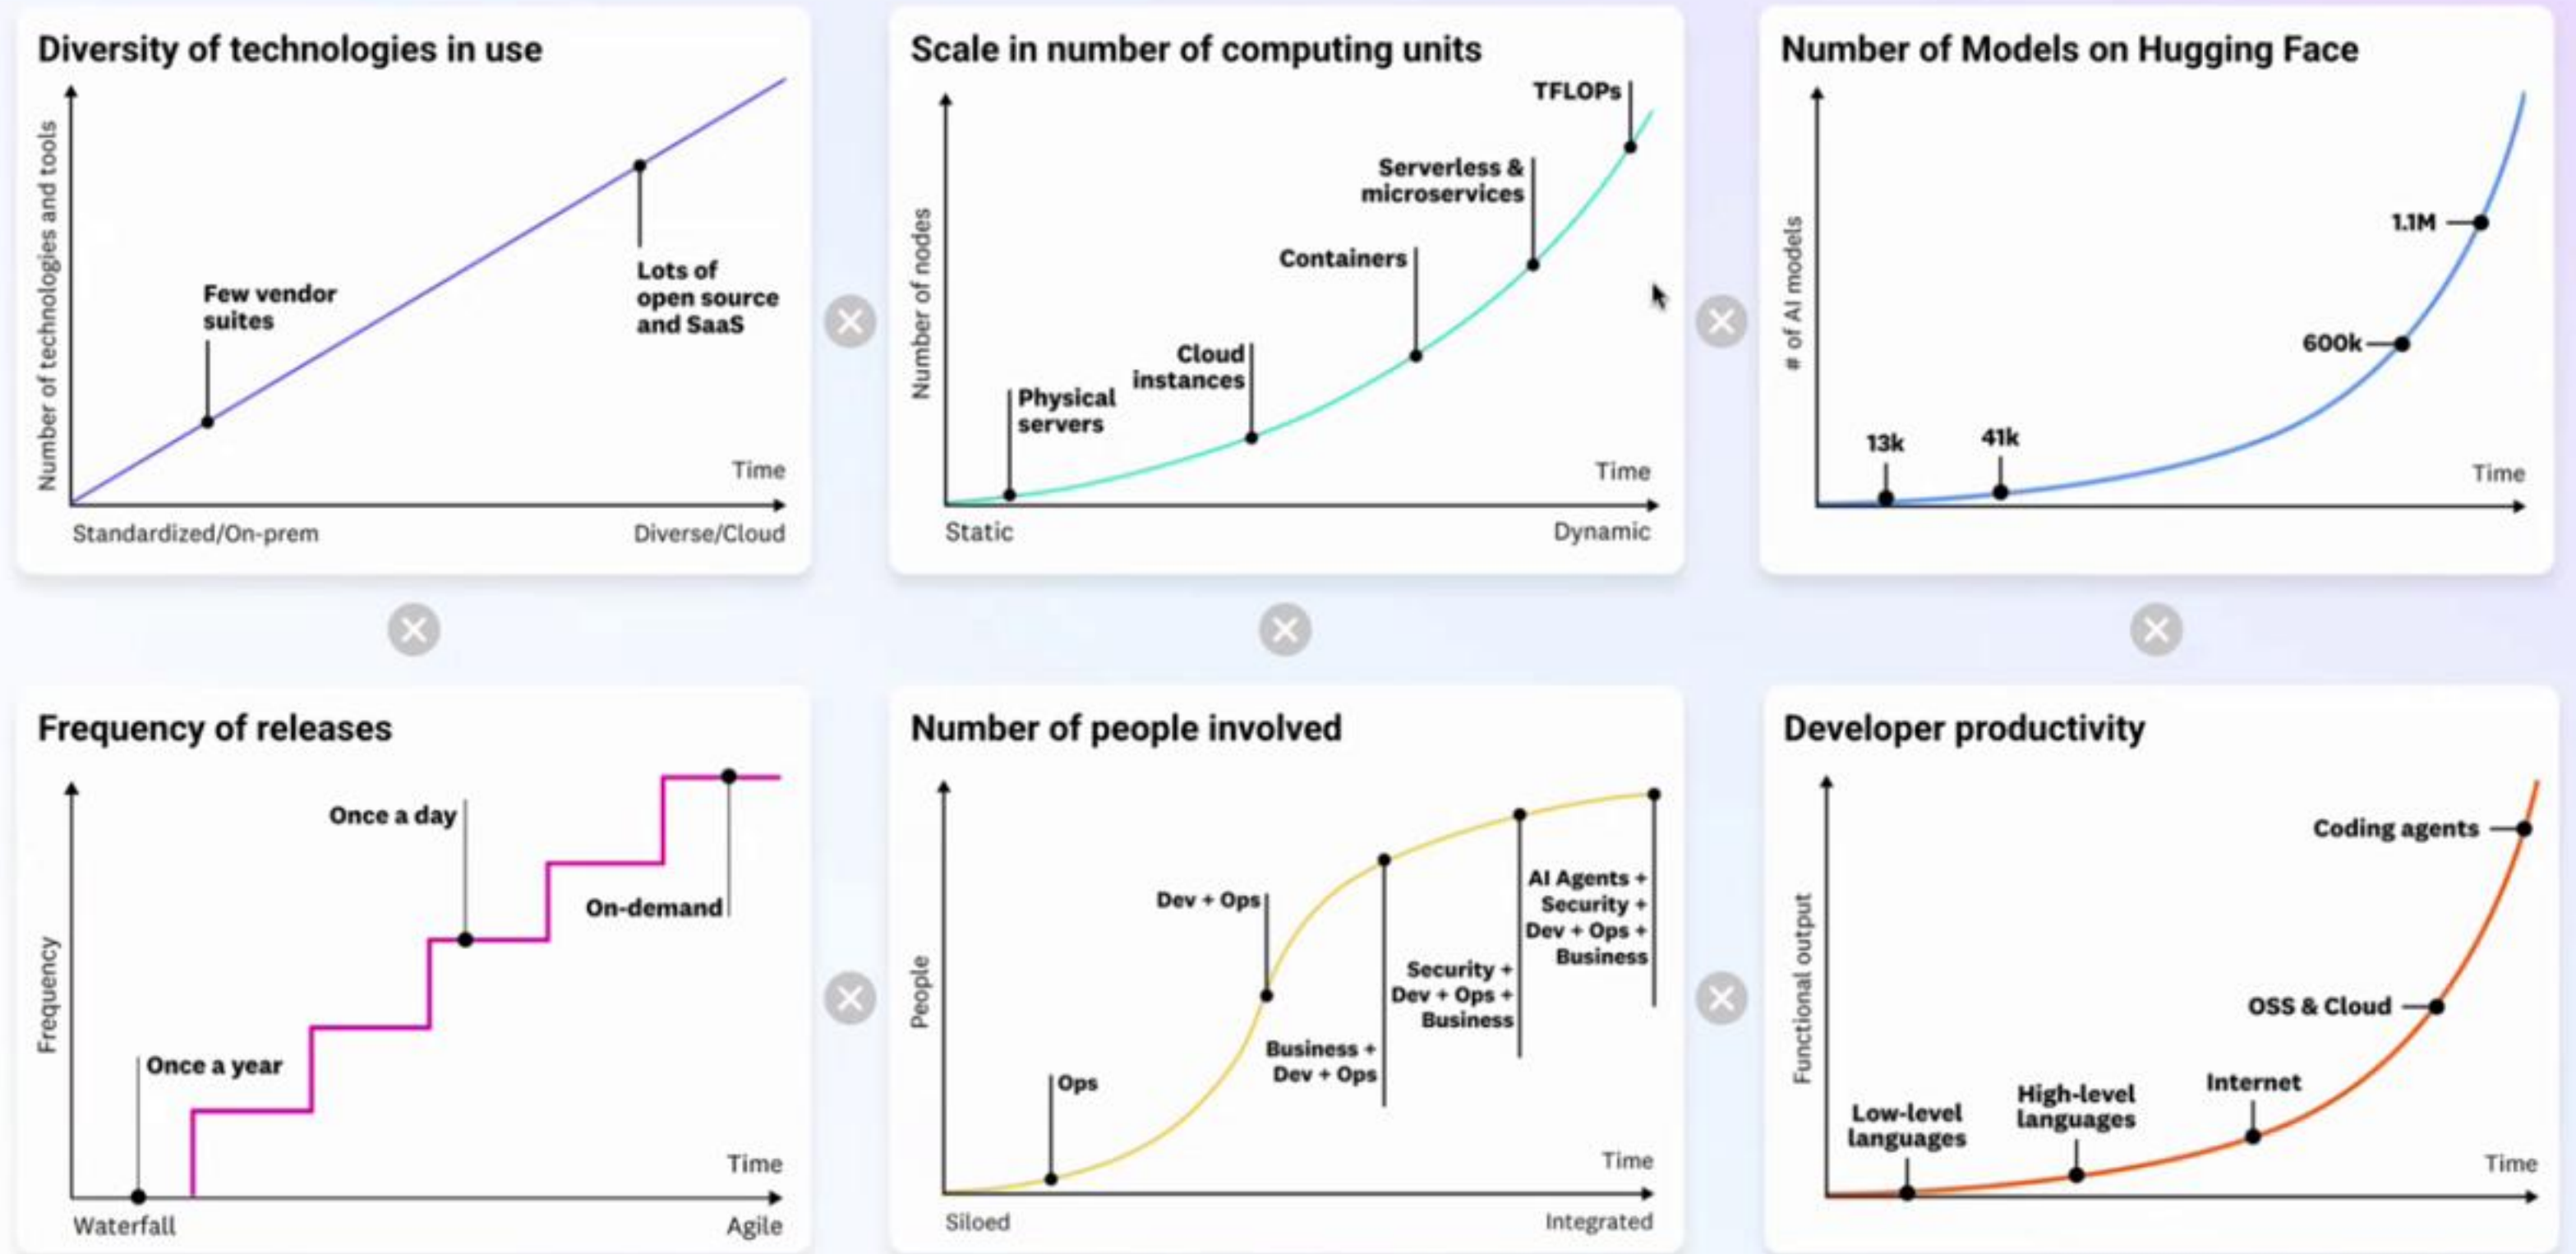 Diversity of technologies in use
Number of technologies and tools
Few vendor
suites
Lots of
open source
and SaaS
Time
Standardized/On-prem
Diverse/Cloud
Scale in number of computing units
Number of nodes
TFLOPs
Serverless &
microservices
Containers
Cloud
instances
Physical
servers
Time
Static
Dynamic
Number of Models on Hugging Face
# of AI models
1.1M
600k
41k
13k
Time
Frequency of releases
Frequency
Once a day
On-demand
Once a year
Time
Waterfall
Agile
Number of people involved
People
Ops
Dev + Ops
Business +
Dev + Ops
Security +
Dev + Ops +
Business
AI Agents +
Security +
Dev + Ops +
Business
Time
Siloed
Integrated
Developer productivity
Functional output
Coding agents
OSS & Cloud
Internet
High-level
languages
Low-level
languages
Time